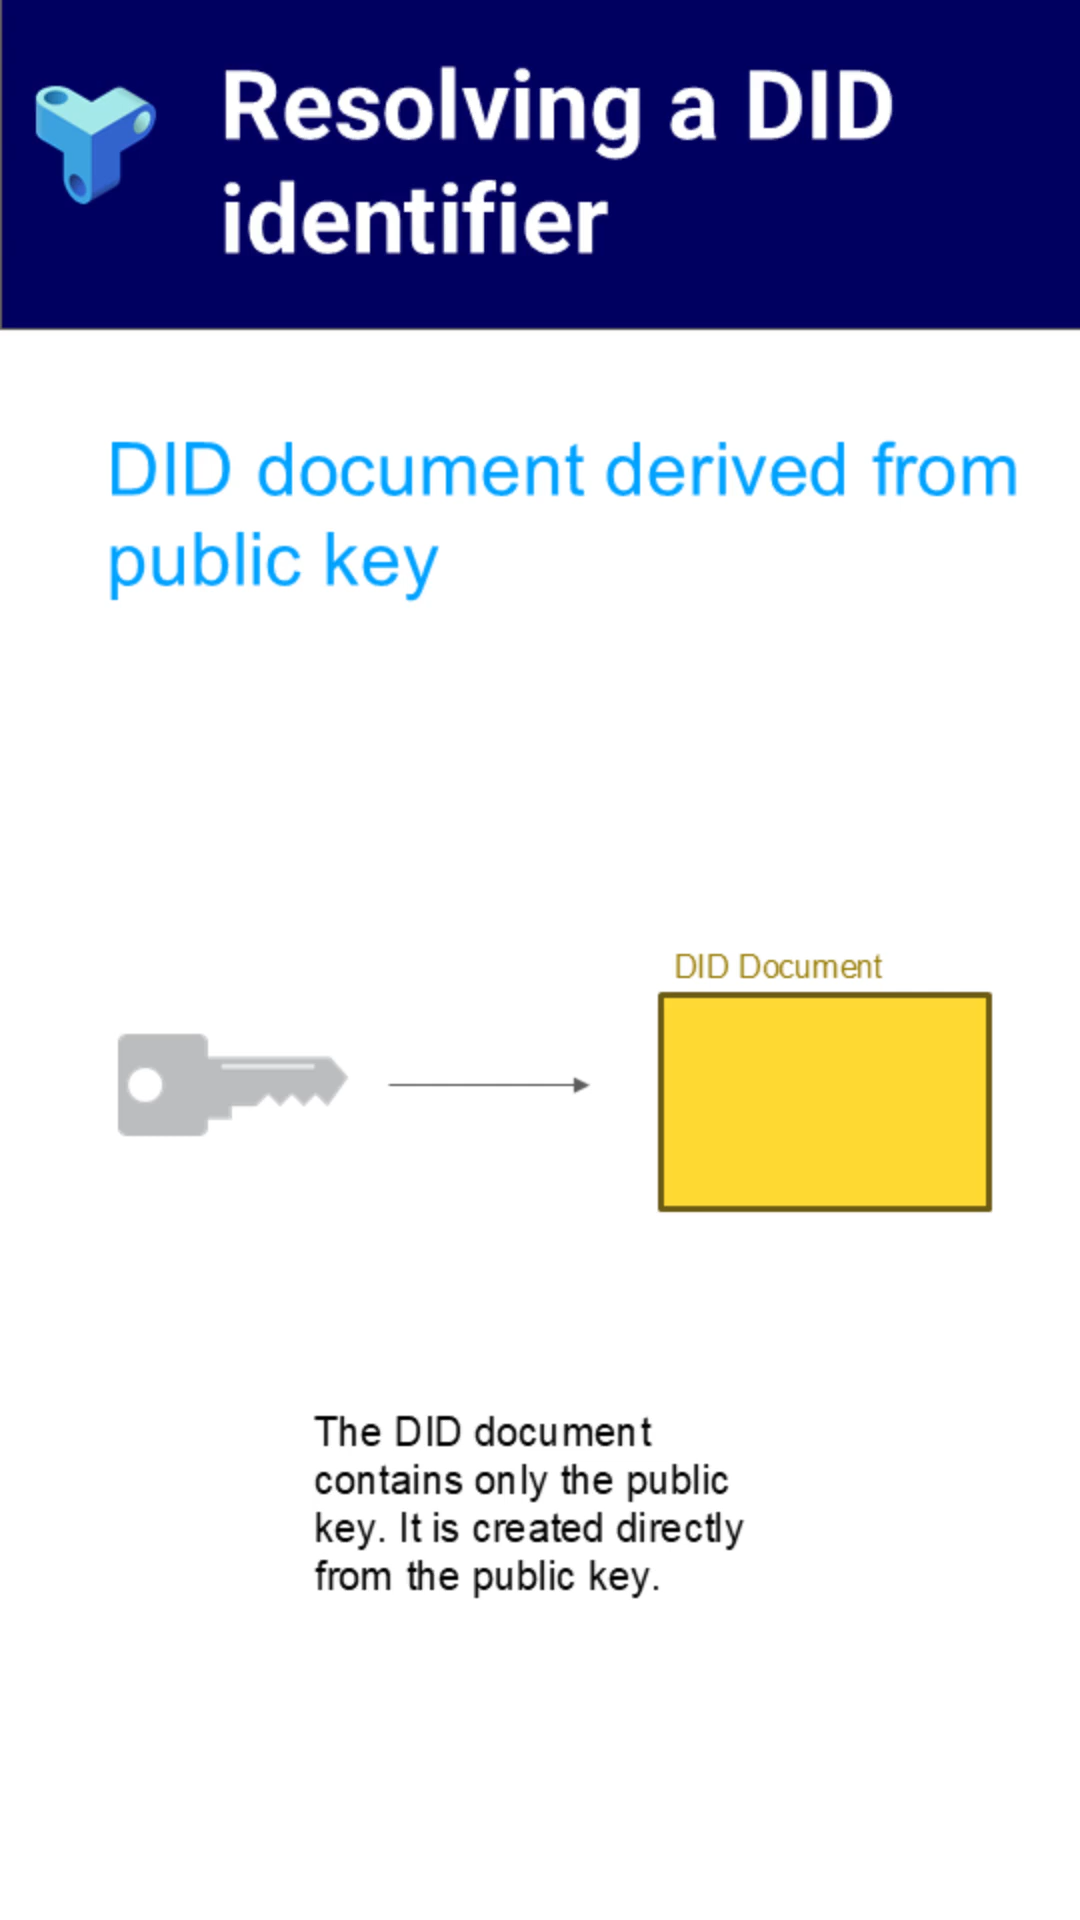 Resolving a DID
identifier
DID document derived from
public key
DID Document
The DID document
contains only the public
key. It is created directly
from the public key.